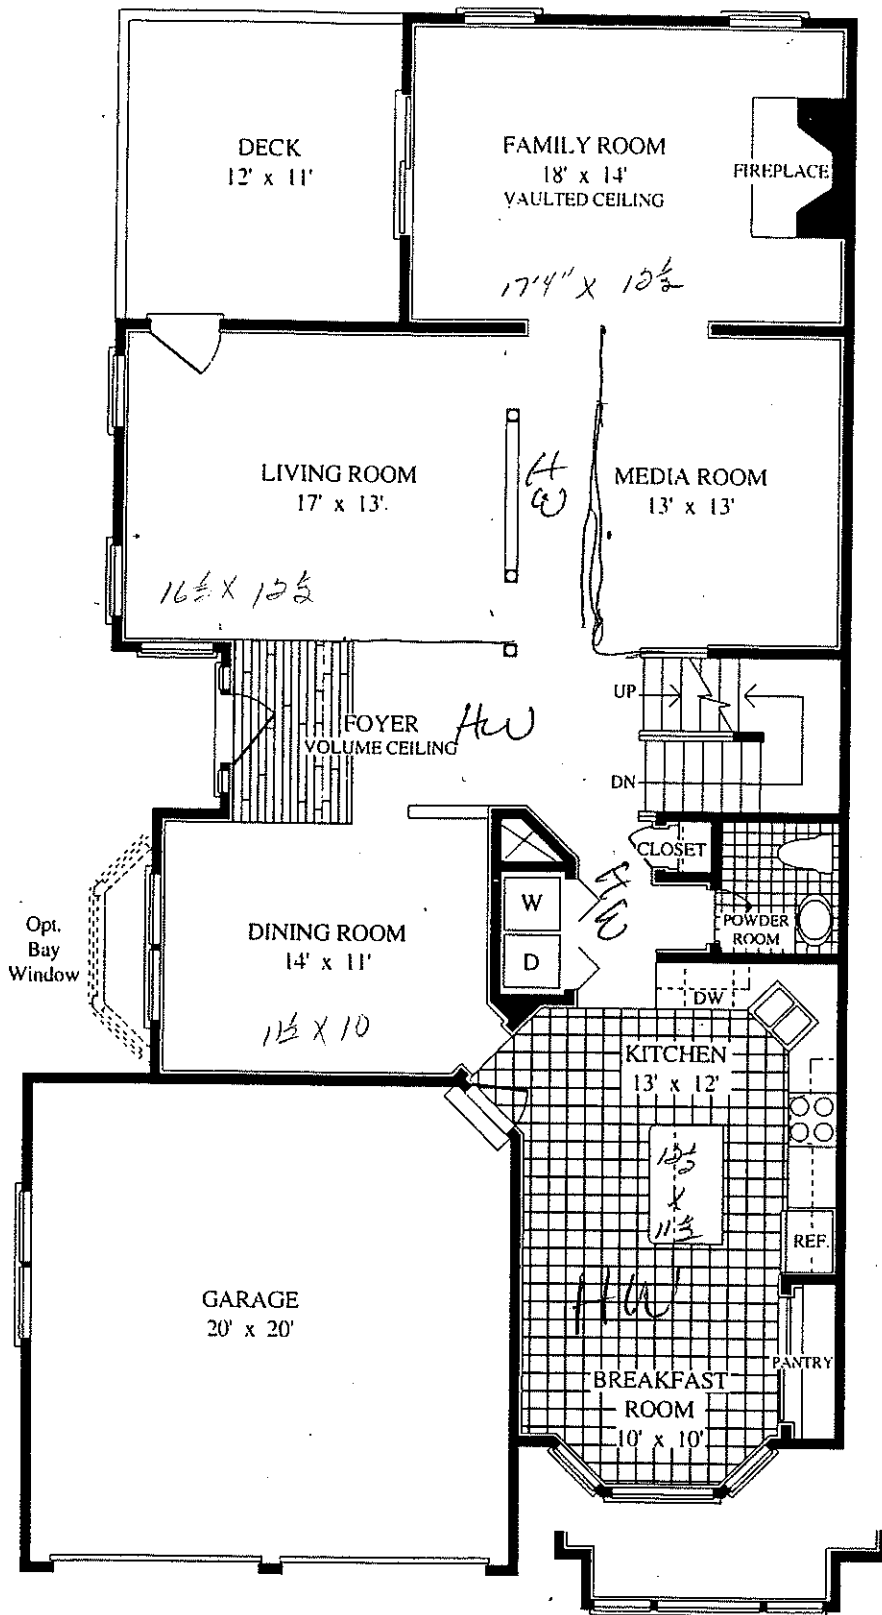 DECK
12' x 11'
FAMILY ROOM
18' x 14'
VAULTED CEILING
FIREPLACE
17'4" X 13½
LIVING ROOM
17' x 13'
H
W
MEDIA ROOM
13' x 13'
16½ X 12½
UP
FOYER
VOLUME CEILING
HW
DN
CLOSET
HW
POWDER
ROOM
W
D
Opt.
Bay
Window
DINING ROOM
14' x 11'
11½ X 10
DW
KITCHEN
13' x 12'
12½
X
11½
REF.
HW
GARAGE
20' x 20'
PANTRY
BREAKFAST
ROOM
10' x 10'